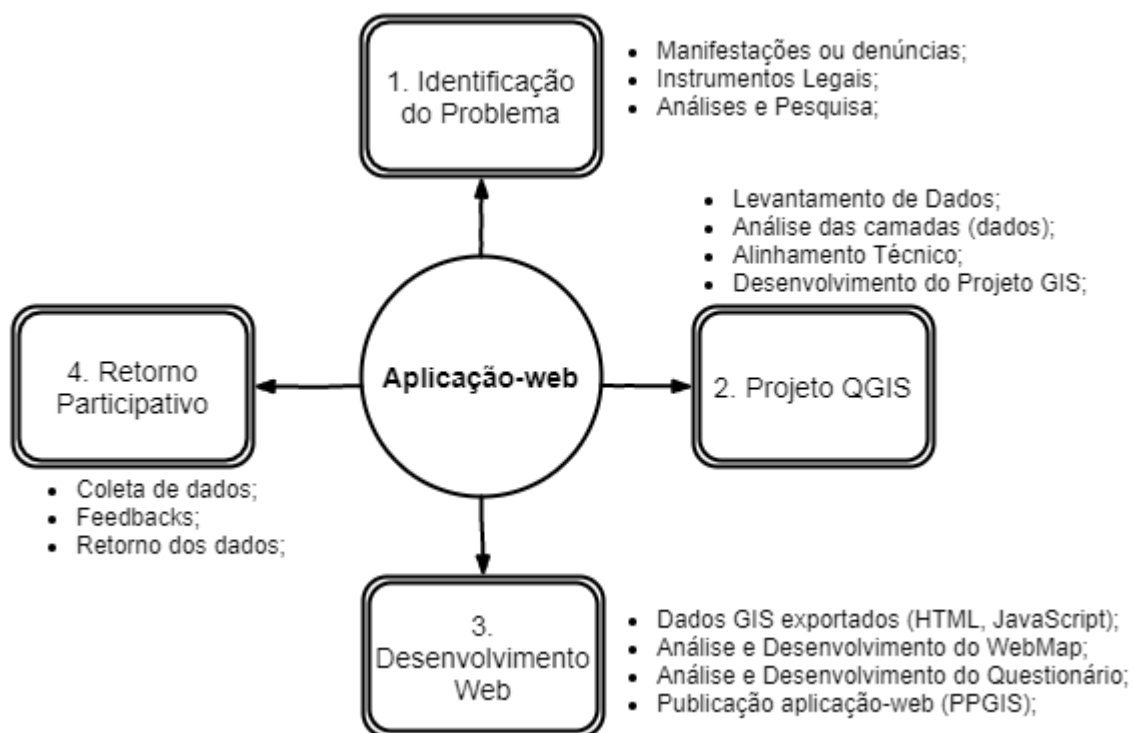 1. Identificação
do Problema
• Manifestações ou denúncias;
• Instrumentos Legais;
• Análises e Pesquisa;
• Levantamento de Dados;
• Análise das camadas (dados);
• Alinhamento Técnico;
• Desenvolvimento do Projeto GIS;
4. Retorno
Participativo
Aplicação-web
2. Projeto QGIS
• Coleta de dados;
• Feedbacks;
• Retorno dos dados;
3.
Desenvolvimento
Web
• Dados GIS exportados (HTML, JavaScript);
• Análise e Desenvolvimento do WebMap;
• Análise e Desenvolvimento do Questionário;
• Publicação aplicação-web (PPGIS);